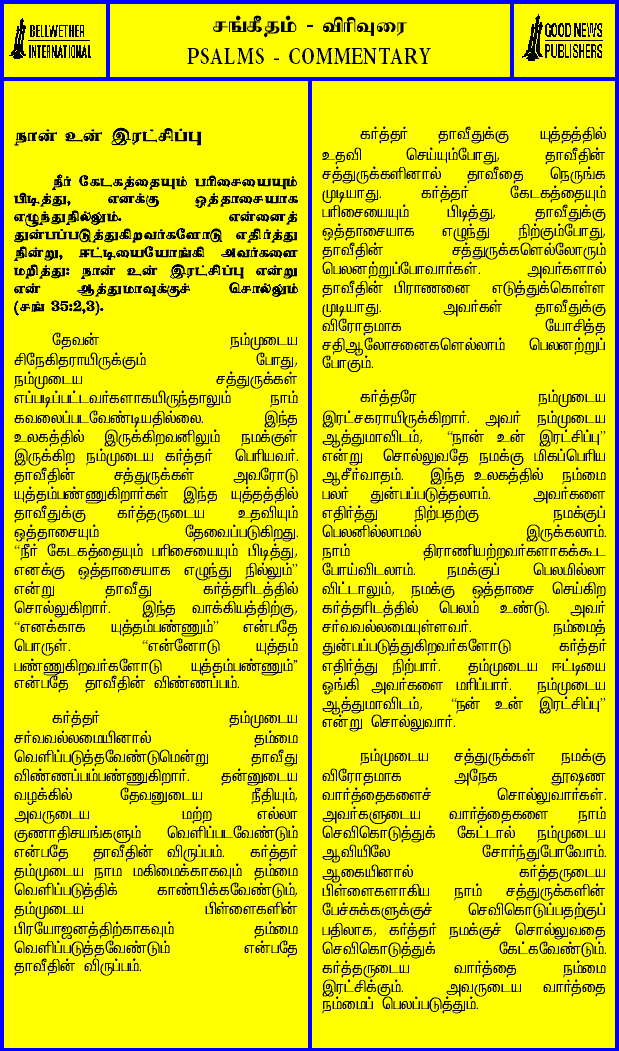 BELLWETHER
INTERNATIONAL
சங்கீதம் - விரிவுரை
PSALMS - COMMENTARY
GOOD NEWS
PUBLISHERS
நான் உன் இரட்சிப்பு
நீர் கேடகத்தையும் பரிசையையும்
பிடித்து, எனக்கு ஒத்தாசையாக
எழுந்துநில்லும். என்னைத்
துன்பப்படுத்துகிறவர்களோடு எதிர்த்து
நின்று, ஈட்டியையோங்கி அவர்களை
மறித்து: நான் உன் இரட்சிப்பு என்று
என் ஆத்துமாவுக்குச் சொல்லும்
(சங் 35:2,3).
தேவன் நம்முடைய
சிநேகிதராயிருக்கும் போது,
நம்முடைய சத்துருக்கள்
எப்படிப்பட்டவர்களாகயிருந்தாலும் நாம்
கவலைப்படவேண்டியதில்லை. இந்த
உலகத்தில் இருக்கிறவனிலும் நமக்குள்
இருக்கிற நம்முடைய கர்த்தர் பெரியவர்.
தாவீதின் சத்துருக்கள் அவரோடு
யுத்தம்பண்ணுகிறார்கள் இந்த யுத்தத்தில்
தாவீதுக்கு கர்த்தருடைய உதவியும்
ஒத்தாசையும் தேவைப்படுகிறது.
“நீர் கேடகத்தையும் பரிசையையும் பிடித்து,
எனக்கு ஒத்தாசையாக எழுந்து நில்லும்”
என்று தாவீது கர்த்தரிடத்தில்
சொல்லுகிறார். இந்த வாக்கியத்திற்கு,
“எனக்காக யுத்தம்பண்ணும்” என்பதே
பொருள். “என்னோடு யுத்தம்
பண்ணுகிறவர்களோடு யுத்தம்பண்ணும்”
என்பதே தாவீதின் விண்ணப்பம்.
கர்த்தர் தம்முடைய
சர்வவல்லமையினால் தம்மை
வெளிப்படுத்தவேண்டுமென்று தாவீது
விண்ணப்பம்பண்ணுகிறார். தன்னுடைய
வழக்கில் தேவனுடைய நீதியும்,
அவருடைய மற்ற எல்லா
குணாதிசயங்களும் வெளிப்படவேண்டும்
என்பதே தாவீதின் விருப்பம். கர்த்தர்
தம்முடைய நாம மகிமைக்காகவும் தம்மை
வெளிப்படுத்திக் காண்பிக்கவேண்டும்,
தம்முடைய பிள்ளைகளின்
பிரயோஜனத்திற்காகவும் தம்மை
வெளிப்படுத்தவேண்டும் என்பதே
தாவீதின் விருப்பம்.
கர்த்தர் தாவீதுக்கு யுத்தத்தில்
உதவி செய்யும்போது, தாவீதின்
சத்துருக்களினால் தாவீதை நெருங்க
முடியாது. கர்த்தர் கேடகத்தையும்
பரிசையையும் பிடித்து, தாவீதுக்கு
ஒத்தாசையாக எழுந்து நிற்கும்போது,
தாவீதின் சத்துருக்களெல்லோரும்
பெலனற்றுப்போவார்கள். அவர்களால்
தாவீதின் பிராணனை எடுத்துக்கொள்ள
முடியாது. அவர்கள் தாவீதுக்கு
விரோதமாக யோசித்த
சதிஆலோசனைகளெல்லாம் பெலனற்றுப்
போகும்.
கர்த்தரே நம்முடைய
இரட்சகராயிருக்கிறார். அவர் நம்முடைய
ஆத்துமாவிடம், “நான் உன் இரட்சிப்பு”
என்று சொல்லுவதே நமக்கு மிகப்பெரிய
ஆசீர்வாதம். இந்த உலகத்தில் நம்மை
பலர் துன்பப்படுத்தலாம். அவர்களை
எதிர்த்து நிற்பதற்கு நமக்குப்
பெலனில்லாமல் இருக்கலாம்.
நாம் திராணியற்றவர்களாகக்கூட
போய்விடலாம். நமக்குப் பெலமில்லா
விட்டாலும், நமக்கு ஒத்தாசை செய்கிற
கர்த்தரிடத்தில் பெலம் உண்டு. அவர்
சர்வவல்லமையுள்ளவர். நம்மைத்
துன்பப்படுத்துகிறவர்களோடு கர்த்தர்
எதிர்த்து நிற்பார். தம்முடைய ஈட்டியை
ஓங்கி அவர்களை மரிப்பார். நம்முடைய
ஆத்துமாவிடம், “நன் உன் இரட்சிப்பு”
என்று சொல்லுவார்.
நம்முடைய சத்துருக்கள் நமக்கு
விரோதமாக அநேக தூஷண
வார்த்தைகளைச் சொல்லுவார்கள்.
அவர்களுடைய வார்த்தைகளை நாம்
செவிகொடுத்துக் கேட்டால் நம்முடைய
ஆவியிலே சோர்ந்துபோவோம்.
ஆகையினால் கர்த்தருடைய
பிள்ளைகளாகிய நாம் சத்துருக்களின்
பேச்சுக்களுக்குச் செவிகொடுப்பதற்குப்
பதிலாக, கர்த்தர் நமக்குச் சொல்லுவதை
செவிகொடுத்துக் கேட்கவேண்டும்.
கர்த்தருடைய வார்த்தை நம்மை
இரட்சிக்கும். அவருடைய வார்த்தை
நம்மைப் பெலப்படுத்தும்.